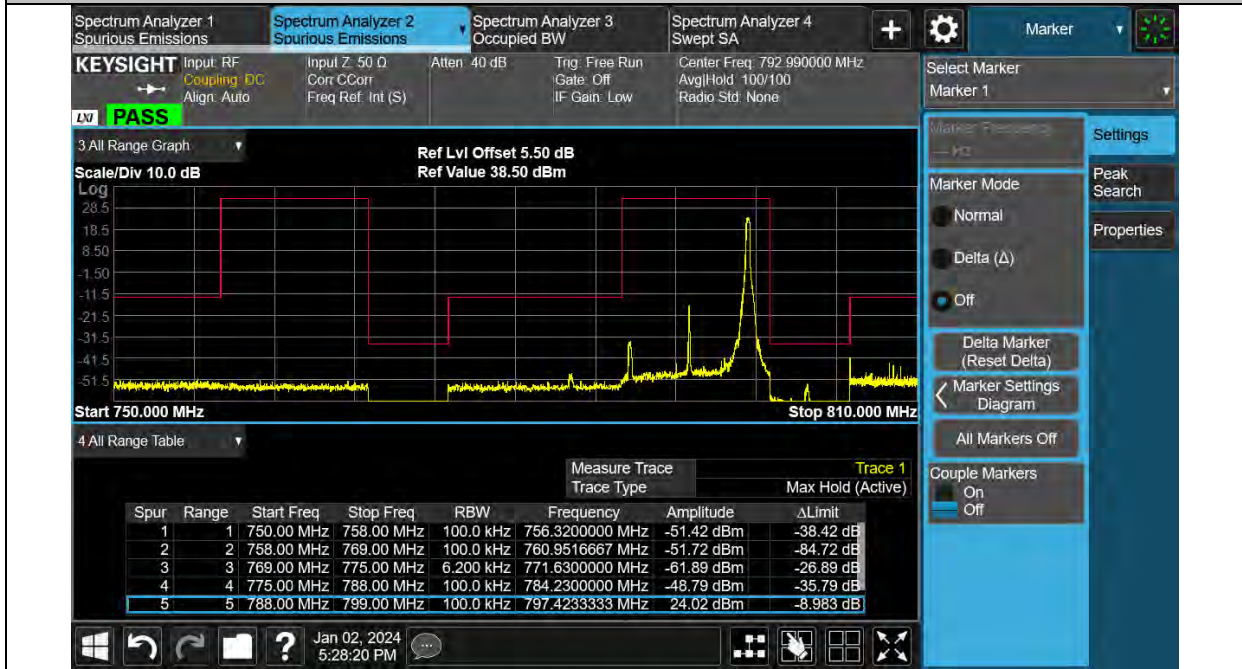 Spectrum Analyzer 1
Spurious Emissions
Spectrum Analyzer 2
Spurious Emissions
Spectrum Analyzer 3
Occupied BW
Spectrum Analyzer 4
Swept SA
+
Marker
KEYSIGHT
Input: RF
Coupling: DC
Align: Auto
Input Z: 50 Ω
Corr CCorr
Freq Ref: Int (S)
Atten: 40 dB
Trig: Free Run
Gate: Off
IF Gain: Low
Center Freq: 792.990000 MHz
Avg|Hold: 100/100
Radio Std: None
LXI
PASS
Select Marker
Marker 1
3 All Range Graph
Ref Lvl Offset 5.50 dB
Scale/Div 10.0 dB
Ref Value 38.50 dBm
Log
28.5
18.5
8.50
-1.50
-11.5
-21.5
-31.5
-41.5
-51.5
Start 750.000 MHz
Stop 810.000 MHz
Marker Frequency
--- Hz
Settings
Peak Search
Properties
Marker Mode
Normal
Delta (Δ)
Off
Delta Marker
(Reset Delta)
Marker Settings
Diagram
All Markers Off
Couple Markers
On
Off
4 All Range Table
Measure Trace Trace 1
Trace Type Max Hold (Active)
Spur Range Start Freq Stop Freq RBW Frequency Amplitude ΔLimit
1 1 750.00 MHz 758.00 MHz 100.0 kHz 756.3200000 MHz -51.42 dBm -38.42 dB
2 2 758.00 MHz 769.00 MHz 100.0 kHz 760.9516667 MHz -51.72 dBm -84.72 dB
3 3 769.00 MHz 775.00 MHz 6.200 kHz 771.6300000 MHz -61.89 dBm -26.89 dB
4 4 775.00 MHz 788.00 MHz 100.0 kHz 784.2300000 MHz -48.79 dBm -35.79 dB
5 5 788.00 MHz 799.00 MHz 100.0 kHz 797.4233333 MHz 24.02 dBm -8.983 dB
?
Jan 02, 2024
5:28:20 PM